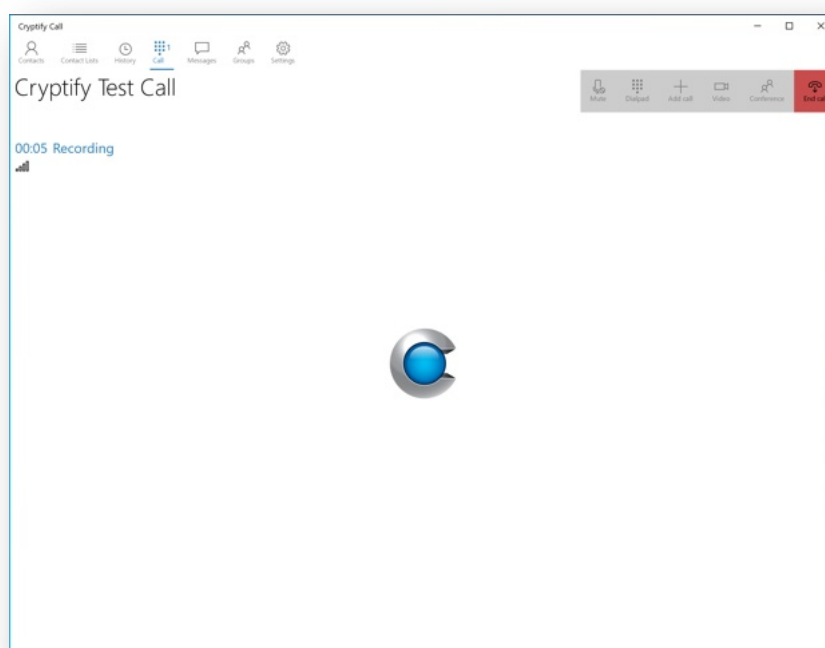 Cryptify Call
Contacts Contact Lists History Call 1 Messages Groups Settings
Cryptify Test Call
Mute Dialpad Add call Video Conference End call
00:05 Recording